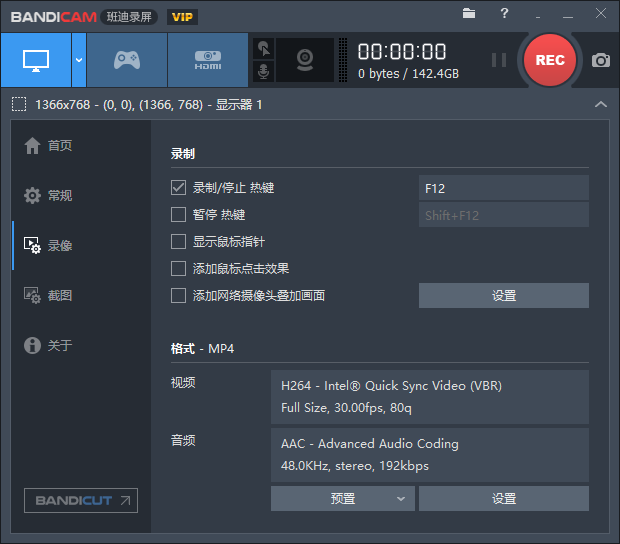 BANDICAM 班迪录屏 VIP
?
HDMI
00:00:00
0 bytes / 142.4GB
REC
1366x768 - (0, 0), (1366, 768) - 显示器 1
首页
常规
录像
截图
关于
BANDICUT
录制
录制/停止 热键 F12
暂停 热键 Shift+F12
显示鼠标指针
添加鼠标点击效果
添加网络摄像头叠加画面 设置
格式 - MP4
视频
H264 - Intel® Quick Sync Video (VBR)
Full Size, 30.00fps, 80q
音频
AAC - Advanced Audio Coding
48.0KHz, stereo, 192kbps
预置 设置